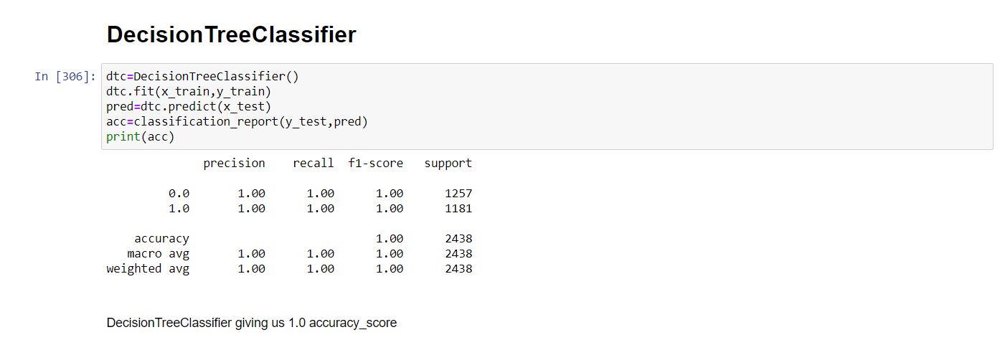 DecisionTreeClassifier
In [306]: dtc=DecisionTreeClassifier()
dtc.fit(x_train,y_train)
pred=dtc.predict(x_test)
acc=classification_report(y_test,pred)
print(acc)
precision recall f1-score support
0.0 1.00 1.00 1.00 1257
1.0 1.00 1.00 1.00 1181
accuracy 1.00 2438
macro avg 1.00 1.00 1.00 2438
weighted avg 1.00 1.00 1.00 2438
DecisionTreeClassifier giving us 1.0 accuracy_score